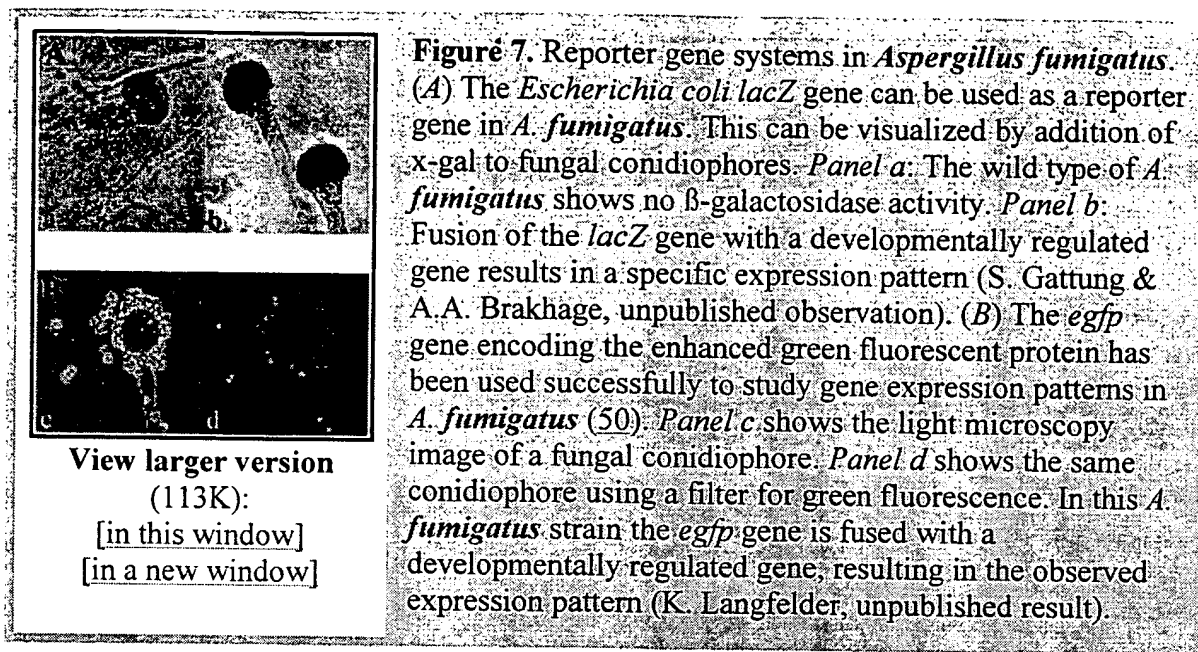 A
b
c
d
View larger version
(113K):
[in this window]
[in a new window]
Figure 7. Reporter gene systems in Aspergillus fumigatus.
(A) The Escherichia coli lacZ gene can be used as a reporter
gene in A. fumigatus. This can be visualized by addition of
x-gal to fungal conidiophores. Panel a: The wild type of A.
fumigatus shows no ß-galactosidase activity. Panel b:
Fusion of the lacZ gene with a developmentally regulated
gene results in a specific expression pattern (S. Gattung &
A.A. Brakhage, unpublished observation). (B) The egfp
gene encoding the enhanced green fluorescent protein has
been used successfully to study gene expression patterns in
A. fumigatus (50). Panel c shows the light microscopy
image of a fungal conidiophore. Panel d shows the same
conidiophore using a filter for green fluorescence. In this A.
fumigatus strain the egfp gene is fused with a
developmentally regulated gene, resulting in the observed
expression pattern (K. Langfelder, unpublished result).